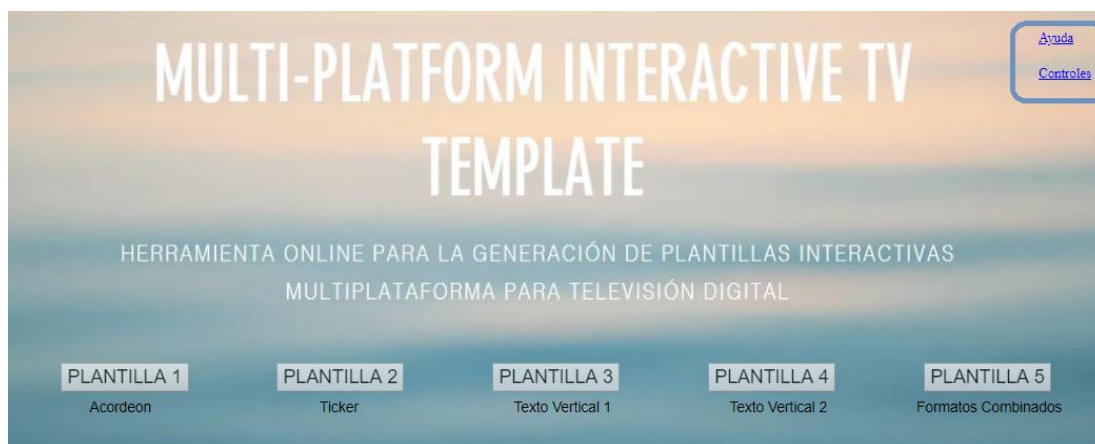 MULTI-PLATFORM INTERACTIVE TV
TEMPLATE
Ayuda
Controles
HERRAMIENTA ONLINE PARA LA GENERACIÓN DE PLANTILLAS INTERACTIVAS
MULTIPLATAFORMA PARA TELEVISIÓN DIGITAL
PLANTILLA 1
Acordeon
PLANTILLA 2
Ticker
PLANTILLA 3
Texto Vertical 1
PLANTILLA 4
Texto Vertical 2
PLANTILLA 5
Formatos Combinados